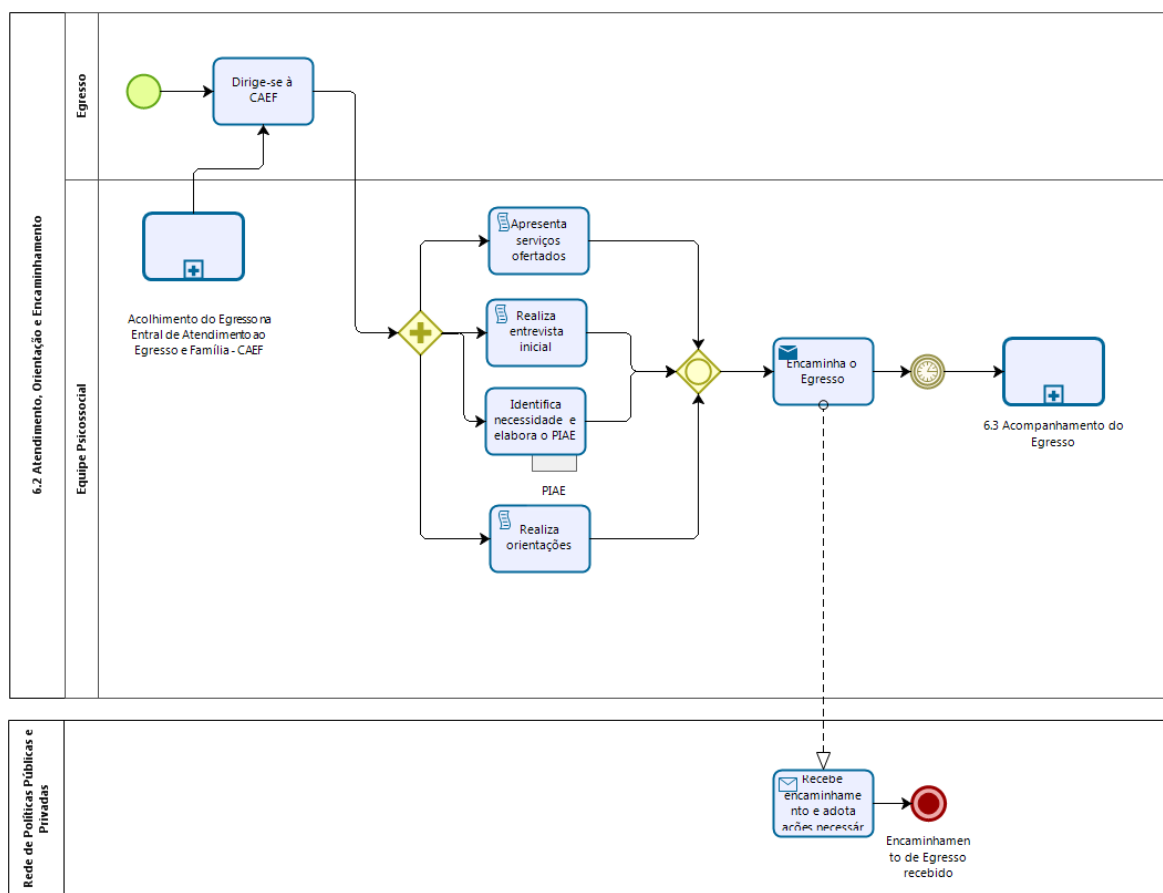 6.2 Atendimento, Orientação e Encaminhamento
Egresso
Dirige-se à
CAEF
Equipe Psicossocial
Acolhimento do Egresso na
Entral de Atendimento ao
Egresso e Família - CAEF
Apresenta
serviços
ofertados
Realiza
entrevista
inicial
Identifica
necessidade e
elabora o PIAE
PIAE
Realiza
orientações
Encaminha o
Egresso
6.3 Acompanhamento do
Egresso
Rede de Políticas Públicas e
Privadas
Recebe
encaminhame
nto e adota
ações necessár
Encaminhamen
to de Egresso
recebido